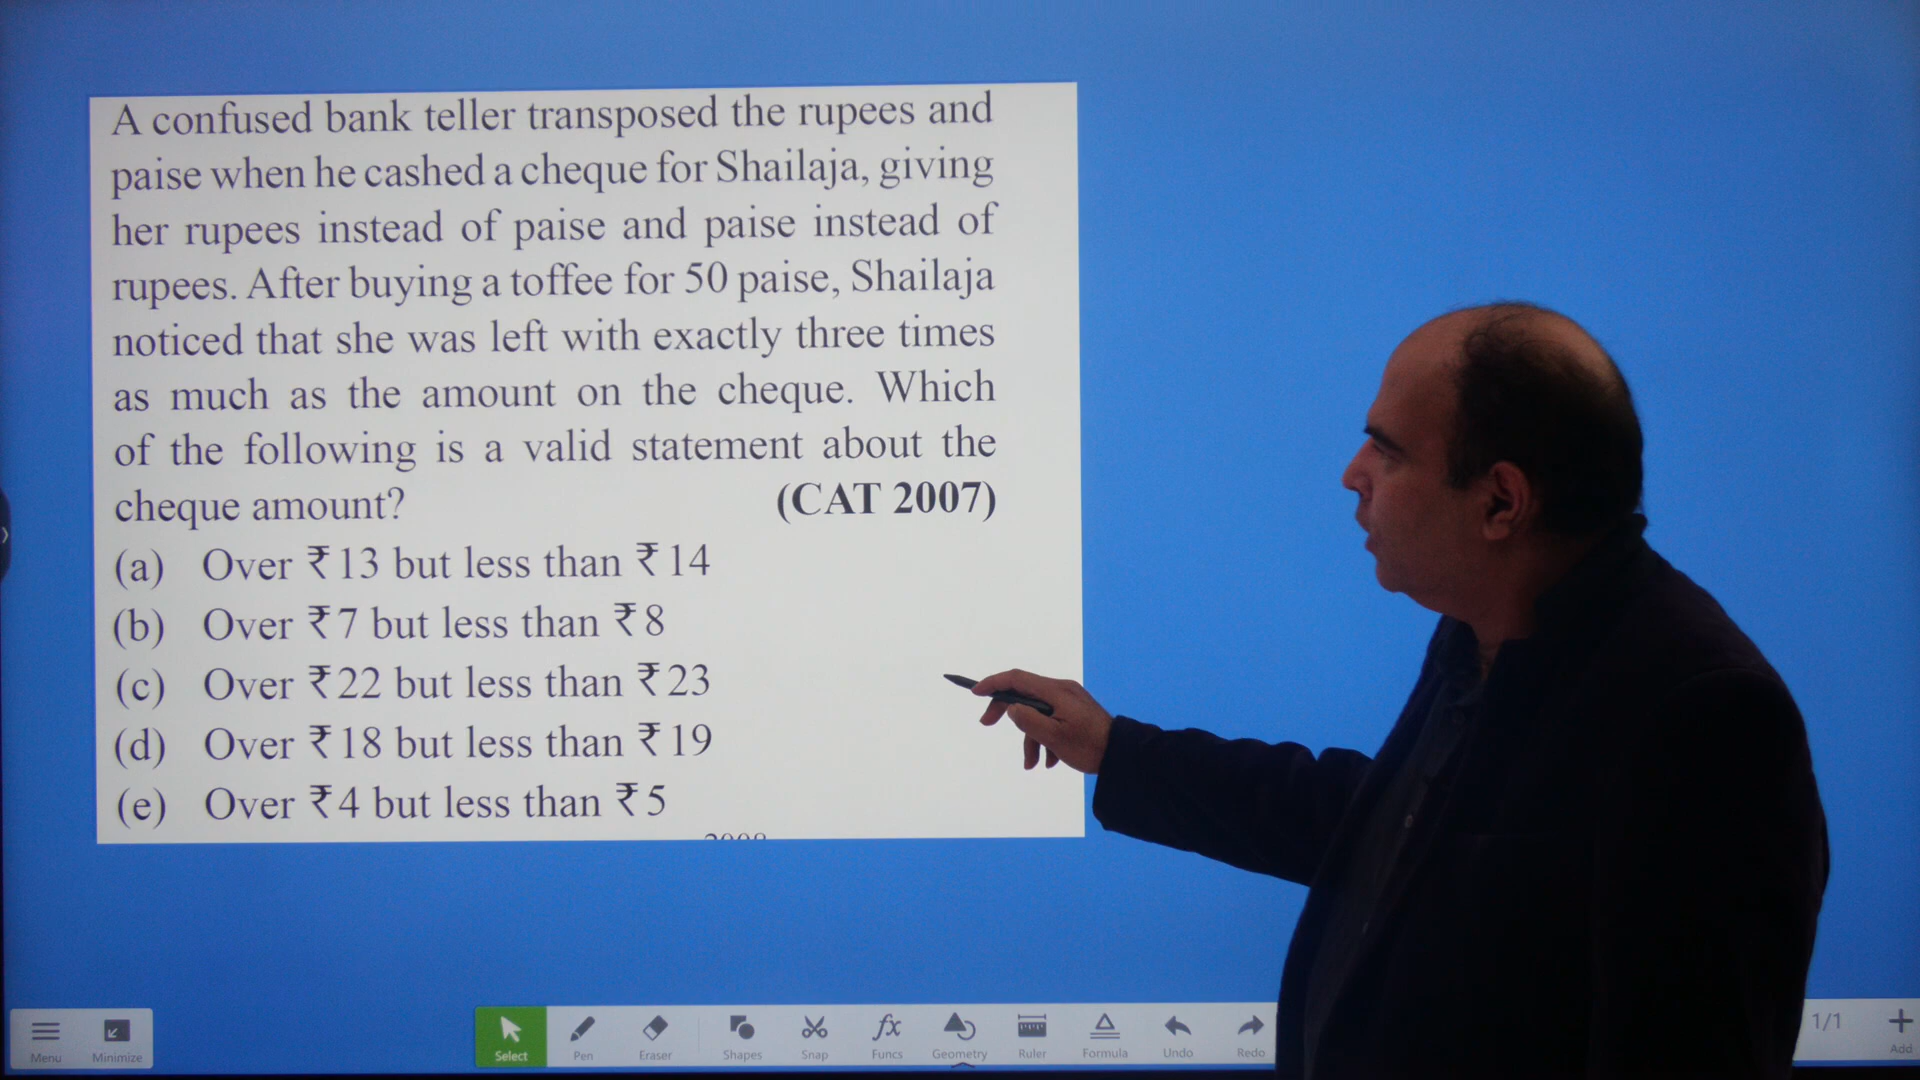 A confused bank teller transposed the rupees and
paise when he cashed a cheque for Shailaja, giving
her rupees instead of paise and paise instead of
rupees. After buying a toffee for 50 paise, Shailaja
noticed that she was left with exactly three times
as much as the amount on the cheque. Which
of the following is a valid statement about the
cheque amount? (CAT 2007)
(a) Over ₹ 13 but less than ₹ 14
(b) Over ₹ 7 but less than ₹ 8
(c) Over ₹ 22 but less than ₹ 23
(d) Over ₹ 18 but less than ₹ 19
(e) Over ₹ 4 but less than ₹ 5
Menu Minimize Select Pen Eraser Shapes Snap fx Funcs Geometry Ruler Formula Undo Redo 1/1 Add